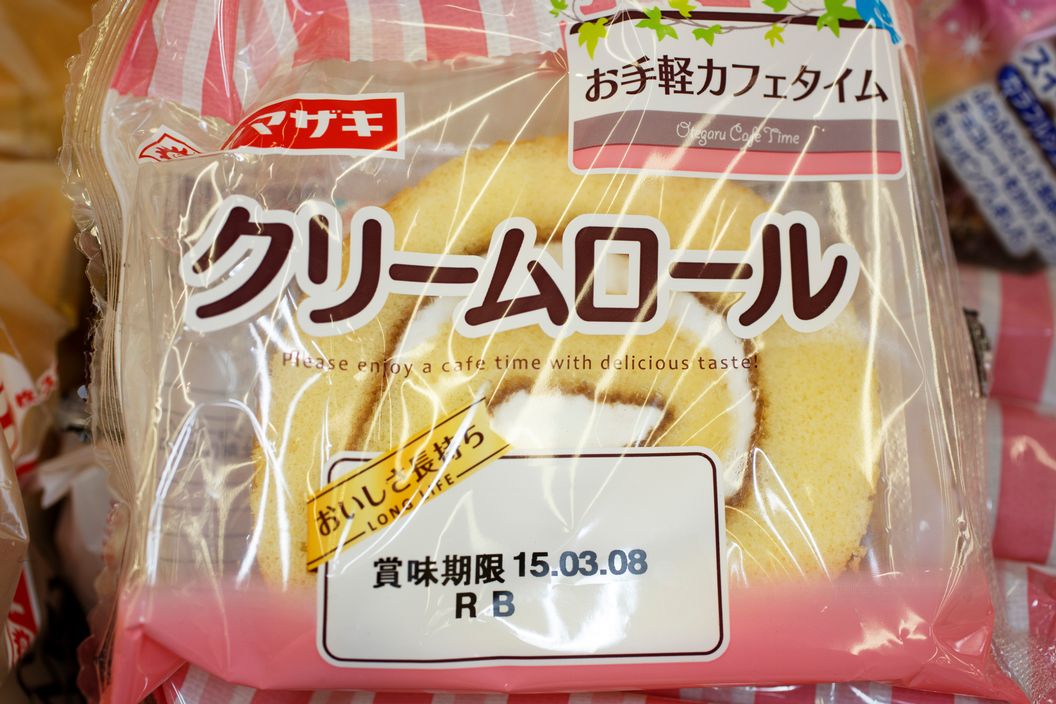 お手軽カフェタイム
Otegaru Cafe Time
マザキ
クリームロール
Please enjoy a cafe time with delicious taste!
おいしさ長持ち
LONG LIFE
賞味期限 15.03.08
R B